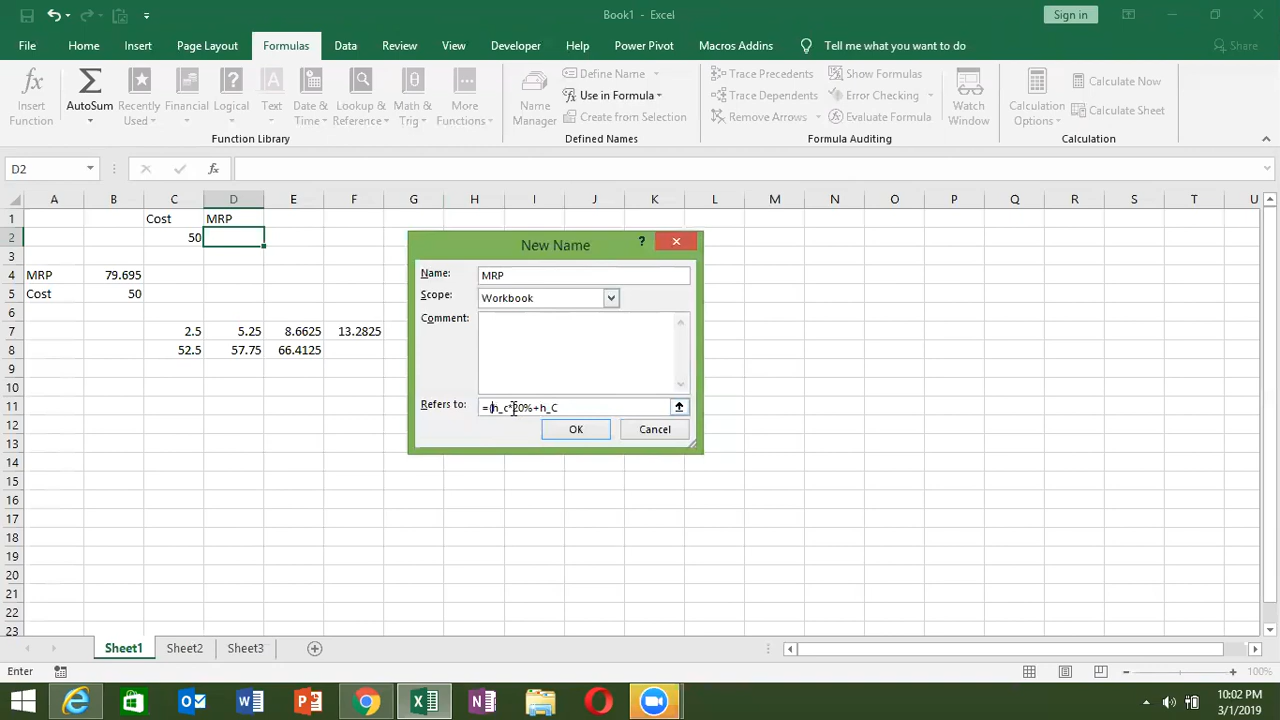 Book1 - Excel
Sign in
File Home Insert Page Layout Formulas Data Review View Developer Help Power Pivot Macros Addins Tell me what you want to do Share
Insert Function
AutoSum
Recently Used
Financial
Logical
Text
Date & Time
Lookup & Reference
Math & Trig
More Functions
Function Library
Name Manager
Define Name
Use in Formula
Create from Selection
Defined Names
Trace Precedents
Trace Dependents
Remove Arrows
Show Formulas
Error Checking
Evaluate Formula
Formula Auditing
Watch Window
Calculation Options
Calculate Now
Calculate Sheet
Calculation
D2 fx
A B C D E F G H I J K L M N O P Q R S T U
1 Cost MRP
2 50
3
4 MRP 79.695
5 Cost 50
6
7 2.5 5.25 8.6625 13.2825
8 52.5 57.75 66.4125
9
10
11
12
13
14
15
16
17
18
19
20
21
22
23
New Name
?
Name: MRP
Scope: Workbook
Comment:
Refers to: =(h_c*20%+h_C
OK Cancel
Sheet1 Sheet2 Sheet3
Enter 100%
10:02 PM
3/1/2019